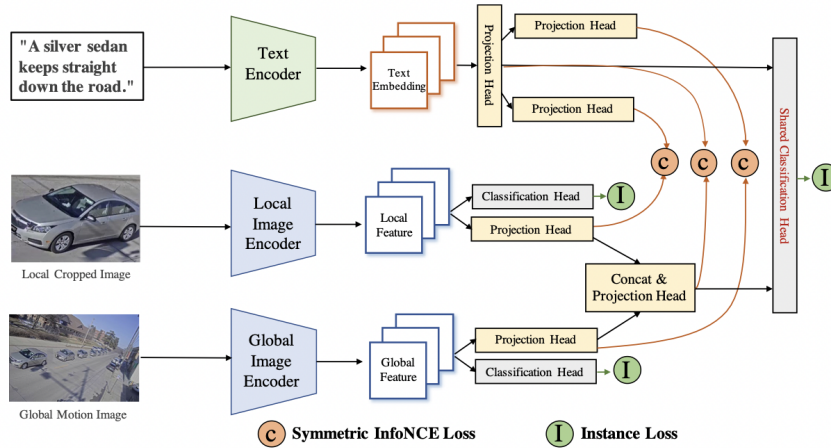 "A silver sedan
keeps straight
down the road."
Text
Encoder
Text
Embedding
Projection Head
Projection Head
Projection Head
Shared Classification Head
C
C
C
I
Local
Image
Encoder
Local
Feature
Classification Head
I
Projection Head
Local Cropped Image
Concat &
Projection Head
Global
Image
Encoder
Global
Feature
Projection Head
Classification Head
I
Global Motion Image
C Symmetric InfoNCE Loss
I Instance Loss